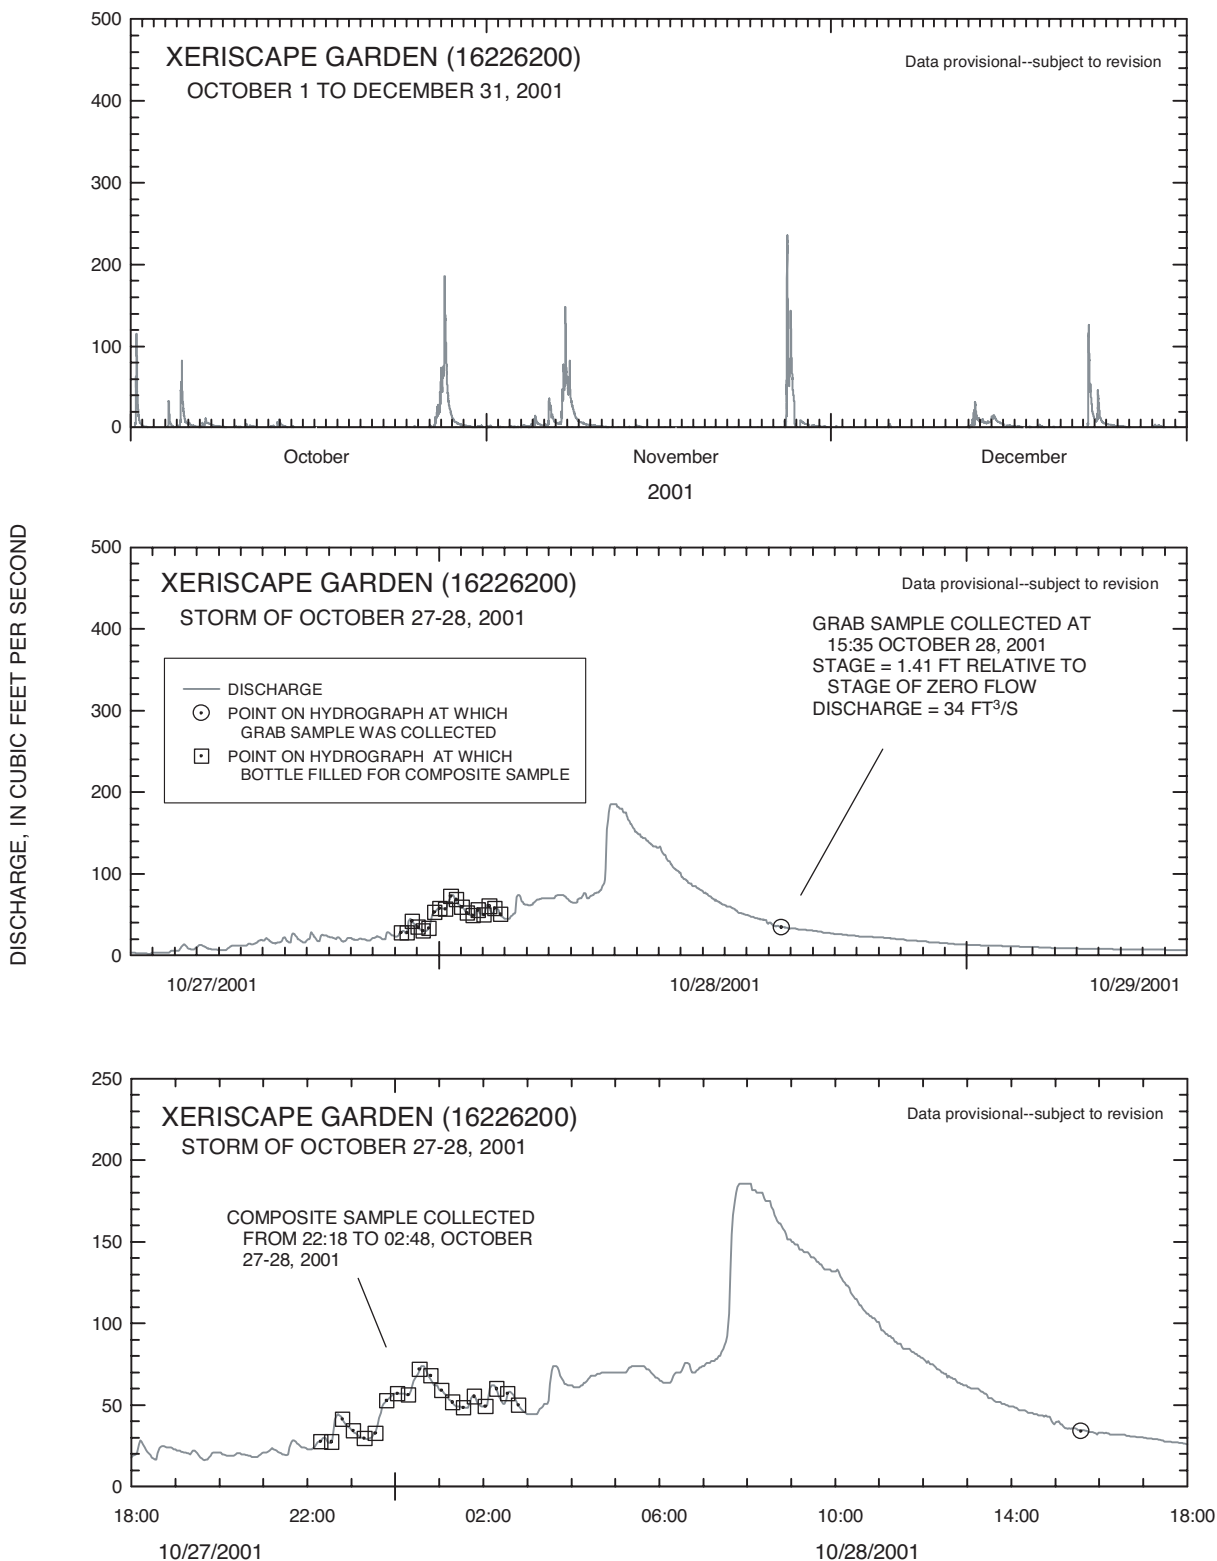 DISCHARGE, IN CUBIC FEET PER SECOND
500
400
300
200
100
0
XERISCAPE GARDEN (16226200)
OCTOBER 1 TO DECEMBER 31, 2001
Data provisional--subject to revision
October November December
2001
500
400
300
200
100
0
XERISCAPE GARDEN (16226200)
STORM OF OCTOBER 27-28, 2001
Data provisional--subject to revision
DISCHARGE
POINT ON HYDROGRAPH AT WHICH
GRAB SAMPLE WAS COLLECTED
POINT ON HYDROGRAPH AT WHICH
BOTTLE FILLED FOR COMPOSITE SAMPLE
GRAB SAMPLE COLLECTED AT
15:35 OCTOBER 28, 2001
STAGE = 1.41 FT RELATIVE TO
STAGE OF ZERO FLOW
DISCHARGE = 34 FT³/S
10/27/2001 10/28/2001 10/29/2001
250
200
150
100
50
0
XERISCAPE GARDEN (16226200)
STORM OF OCTOBER 27-28, 2001
Data provisional--subject to revision
COMPOSITE SAMPLE COLLECTED
FROM 22:18 TO 02:48, OCTOBER
27-28, 2001
18:00 22:00 02:00 06:00 10:00 14:00 18:00
10/27/2001 10/28/2001